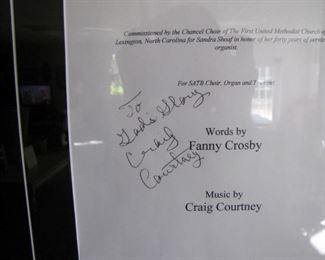 Commissioned by the Chancel Choir of The First United Methodist Church of
Lexington, North Carolina for Sandra Shoaf in honor of her forty years of service
organist.
For SATB Choir, Organ and
To
God's Glory
Craig
Courtney
Words by
Fanny Crosby
Music by
Craig Courtney